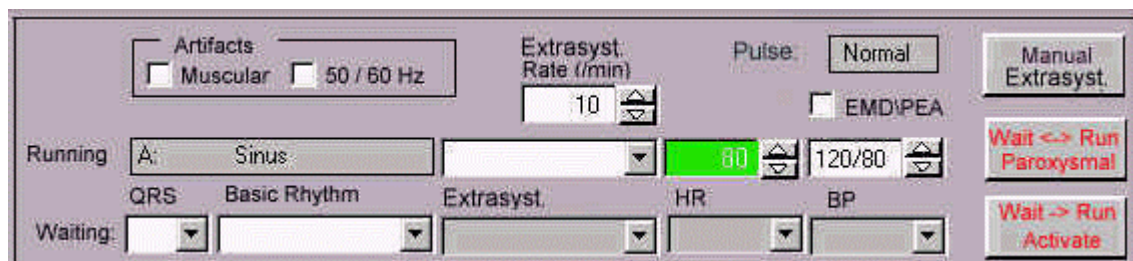 Artifacts
Muscular 50 / 60 Hz
Extrasyst.
Rate (/min)
10
Pulse: Normal
EMD\PEA
Manual
Extrasyst.
Running A: Sinus 80 120/80
Wait <-> Run
Paroxysmal
QRS Basic Rhythm Extrasyst. HR BP
Waiting:
Wait -> Run
Activate